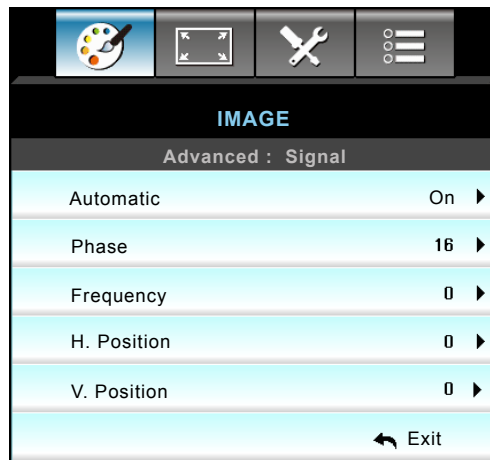 IMAGE
Advanced : Signal
Automatic On
Phase 16
Frequency 0
H. Position 0
V. Position 0
Exit